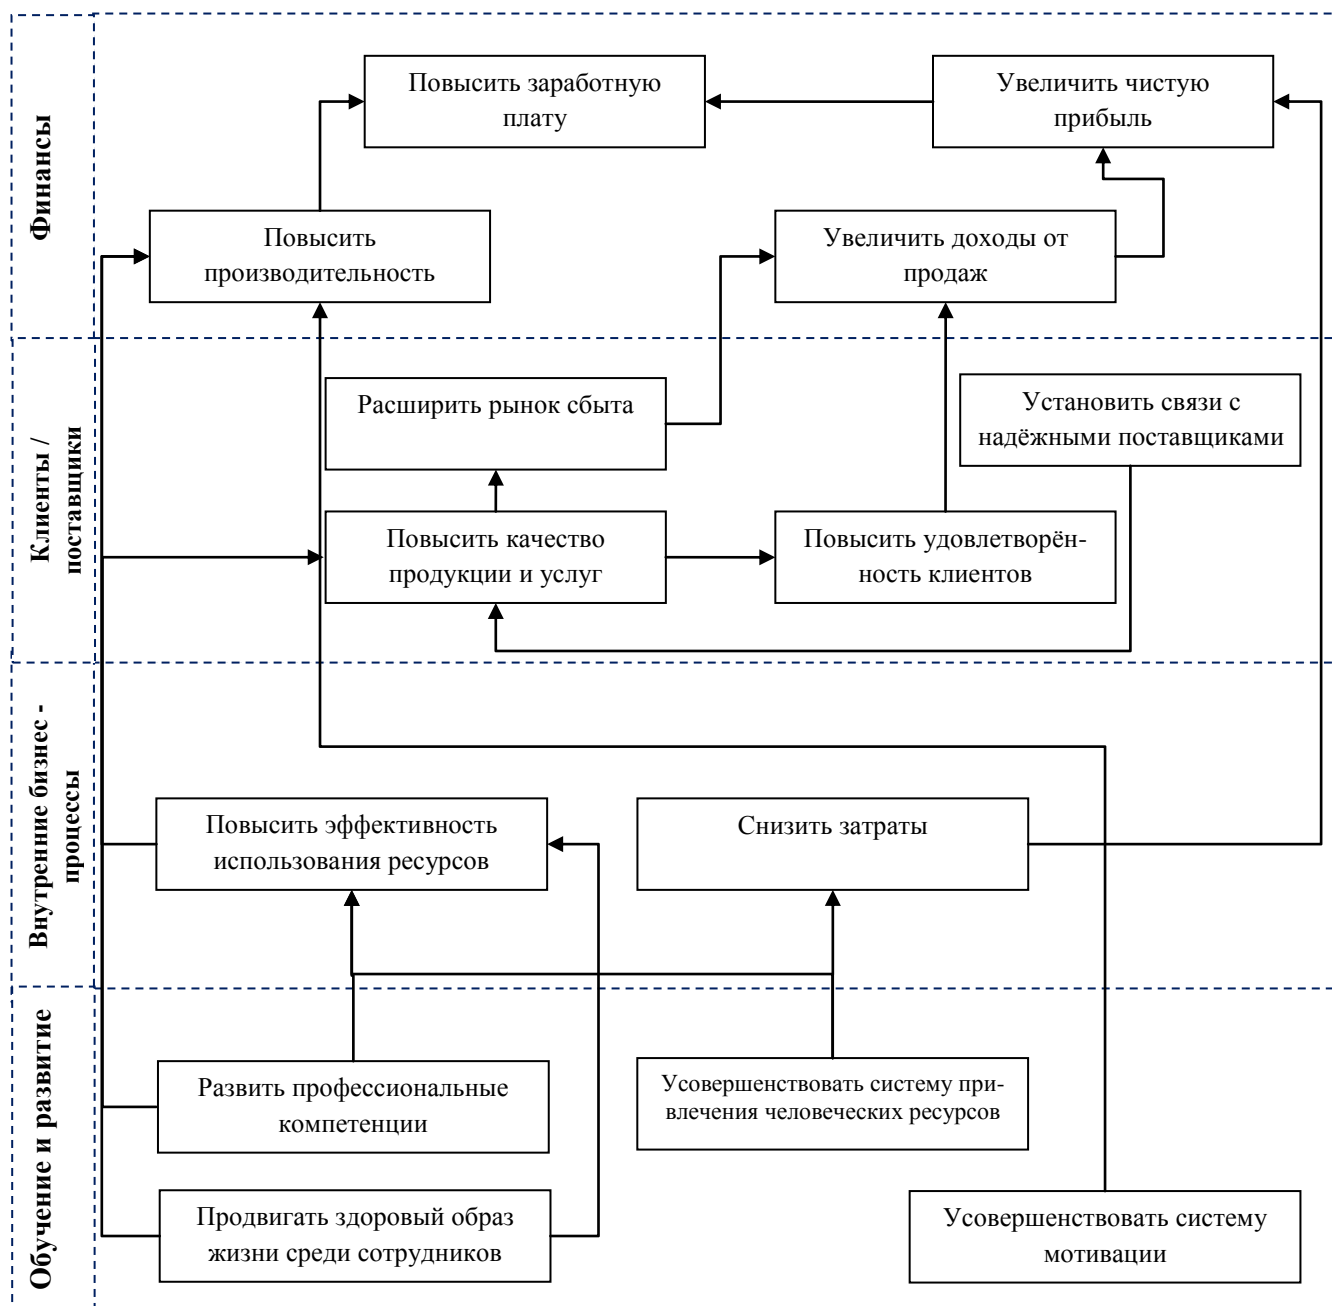 Финансы
Повысить заработную
плату
Увеличить чистую
прибыль
Повысить
производительность
Увеличить доходы от
продаж
Клиенты /
поставщики
Расширить рынок сбыта
Установить связи с
надёжными поставщиками
Повысить качество
продукции и услуг
Повысить удовлетворён-
ность клиентов
Внутренние бизнес -
процессы
Повысить эффективность
использования ресурсов
Снизить затраты
Обучение и развитие
Развить профессиональные
компетенции
Усовершенствовать систему при-
влечения человеческих ресурсов
Продвигать здоровый образ
жизни среди сотрудников
Усовершенствовать систему
мотивации